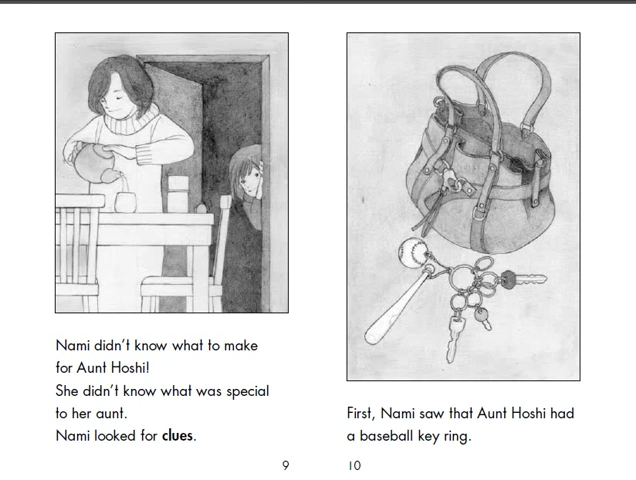 Nami didn't know what to make
for Aunt Hoshi!
She didn't know what was special
to her aunt.
Nami looked for clues.
9
First, Nami saw that Aunt Hoshi had
a baseball key ring.
10